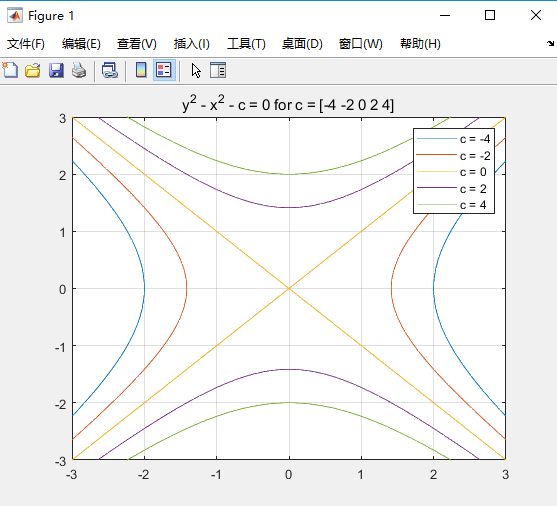 Figure 1
文件(F) 编辑(E) 查看(V) 插入(I) 工具(T) 桌面(D) 窗口(W) 帮助(H)
y² - x² - c = 0 for c = [-4 -2 0 2 4]
c = -4
c = -2
c = 0
c = 2
c = 4
3
2
1
0
-1
-2
-3
-3 -2 -1 0 1 2 3